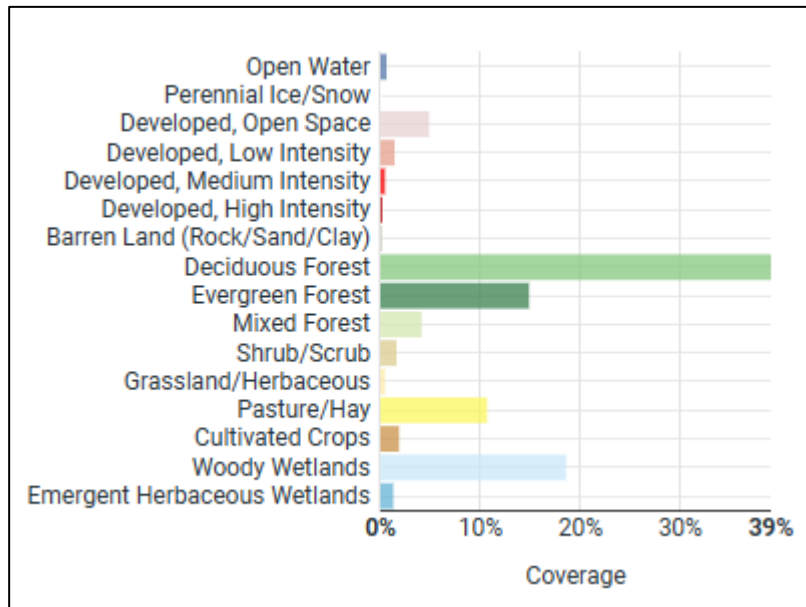 Open Water
Perennial Ice/Snow
Developed, Open Space
Developed, Low Intensity
Developed, Medium Intensity
Developed, High Intensity
Barren Land (Rock/Sand/Clay)
Deciduous Forest
Evergreen Forest
Mixed Forest
Shrub/Scrub
Grassland/Herbaceous
Pasture/Hay
Cultivated Crops
Woody Wetlands
Emergent Herbaceous Wetlands
0% 10% 20% 30% 39%
Coverage